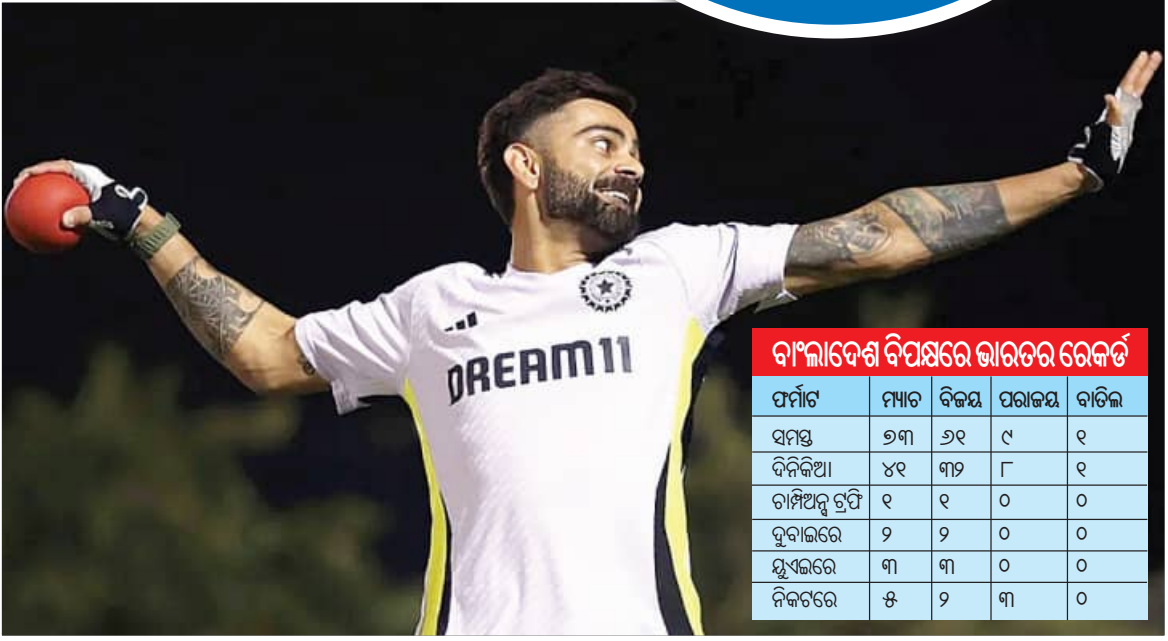 DREAM11
ବାଂଲାଦେଶ ବିପକ୍ଷରେ ଭାରତର ରେକର୍ଡ
ଫର୍ମାଟ ମ୍ୟାଚ ବିଜୟ ପରାଜୟ ବାତିଲ
ସମସ୍ତ ୭୩ ୬୧ ୯ ୧
ଦିନିକିଆ ୪୧ ୩୨ ୮ ୧
ଚାମ୍ପିଅନ୍ସ ଟ୍ରଫି ୧ ୧ ୦ ୦
ଦୁବାଇରେ ୨ ୨ ୦ ୦
ୟୁଏଇରେ ୩ ୩ ୦ ୦
ନିକଟରେ ୫ ୨ ୩ ୦